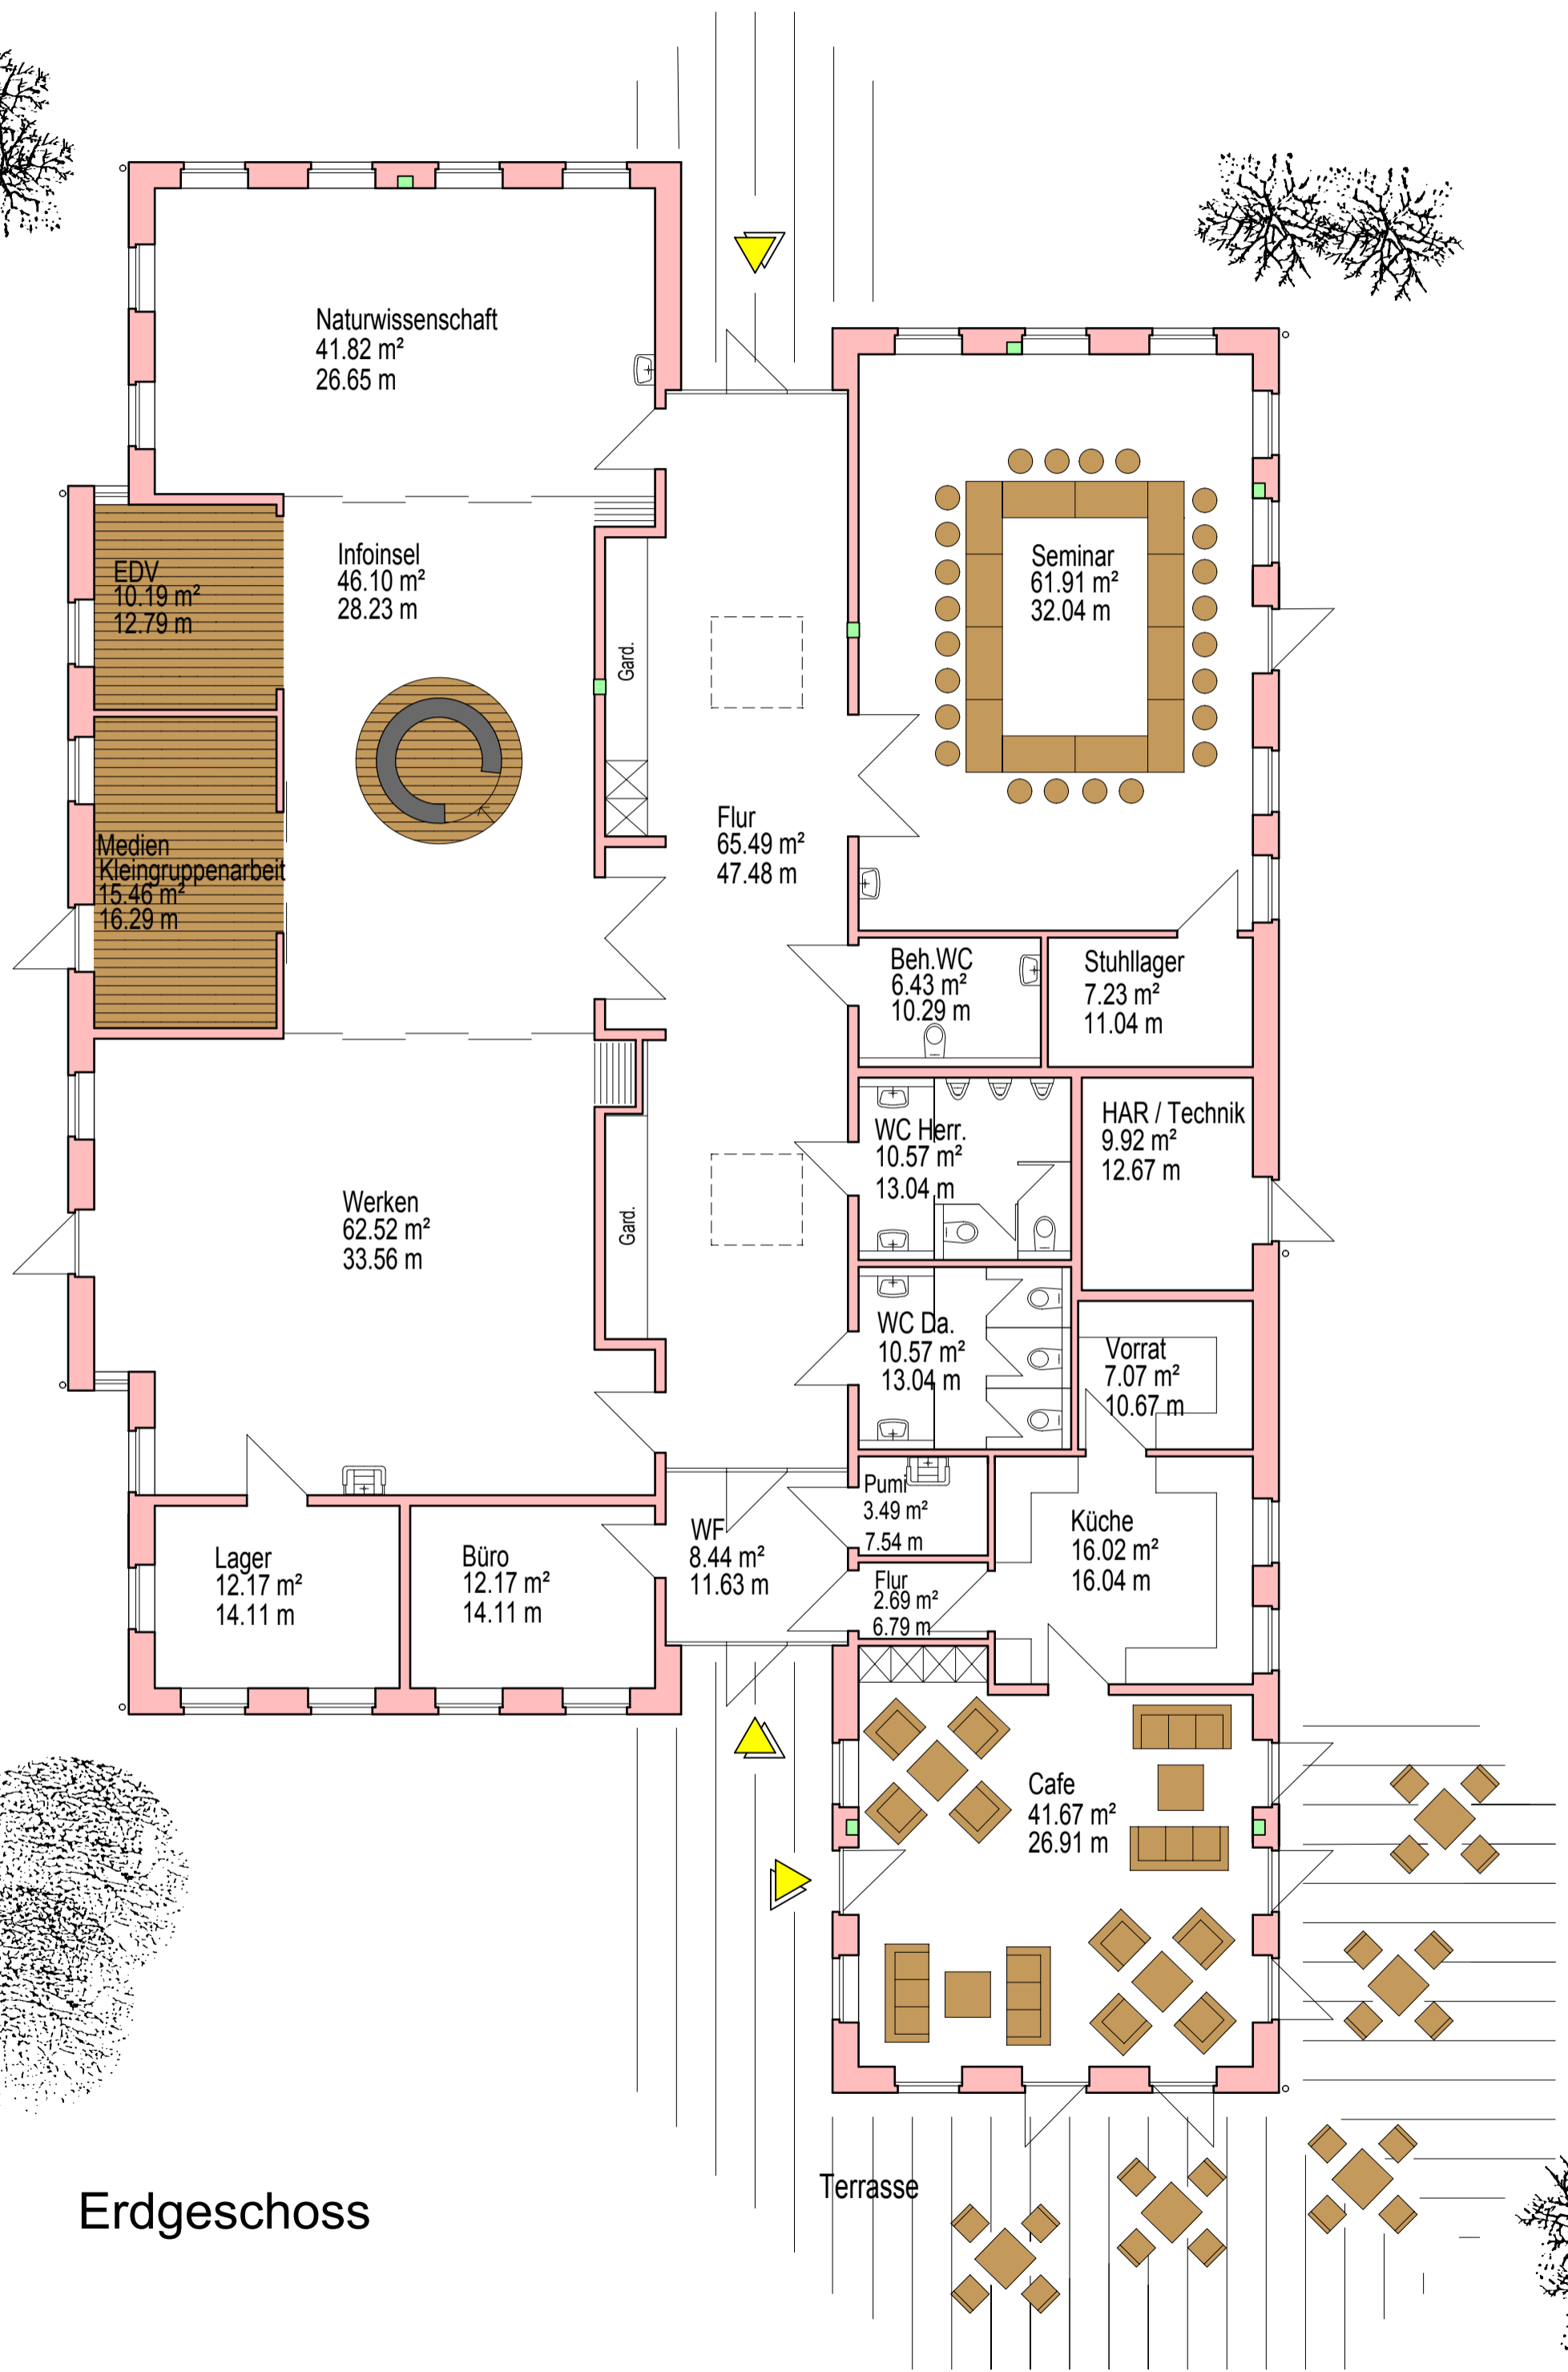 Naturwissenschaft
41.82 m²
26.65 m
EDV
10.19 m²
12.79 m
Infoinsel
46.10 m²
28.23 m
Gard.
Seminar
61.91 m²
32.04 m
Medien
Kleingruppenarbeit
15.46 m²
16.29 m
Flur
65.49 m²
47.48 m
Beh.WC
6.43 m²
10.29 m
Stuhllager
7.23 m²
11.04 m
WC Herr.
10.57 m²
13.04 m
HAR / Technik
9.92 m²
12.67 m
Werken
62.52 m²
33.56 m
Gard.
WC Da.
10.57 m²
13.04 m
Vorrat
7.07 m²
10.67 m
Pumi
3.49 m²
7.54 m
Küche
16.02 m²
16.04 m
Lager
12.17 m²
14.11 m
Büro
12.17 m²
14.11 m
WF
8.44 m²
11.63 m
Flur
2.69 m²
6.79 m
Cafe
41.67 m²
26.91 m
Terrasse
Erdgeschoss